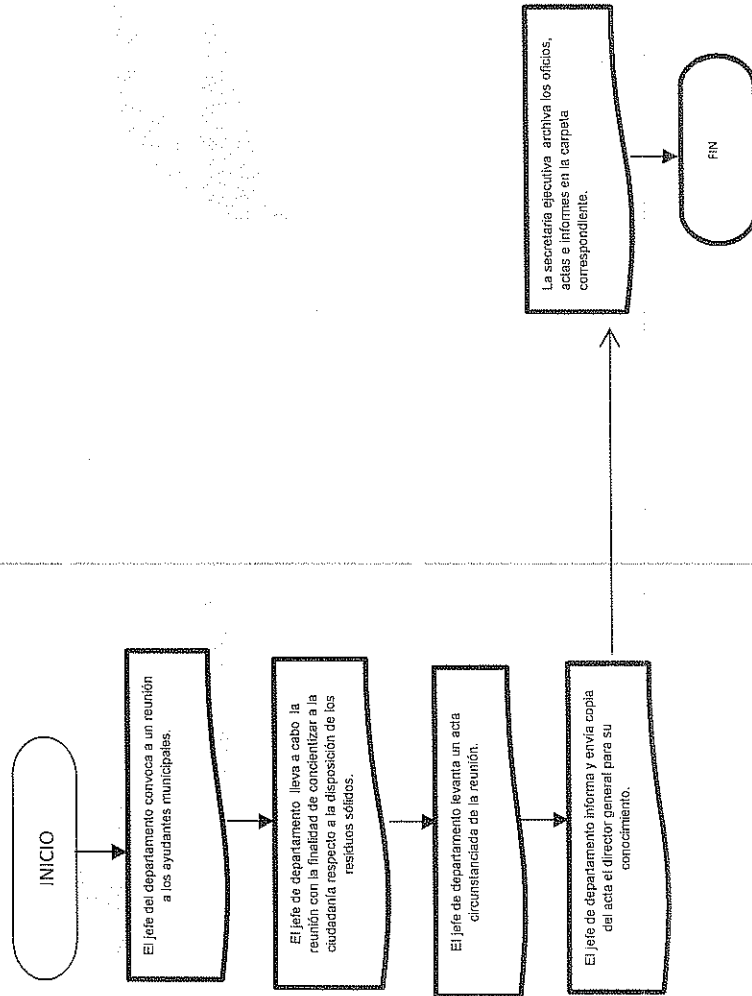 INICIO
El jefe del departamento convoca a un reunión
a los ayudantes municipales.
El jefe de departamento lleva a cabo la
reunión con la finalidad de concientizar a la
ciudadanía respecto a la disposición de los
residuos sólidos.
El jefe de departamento levanta un acta
circunstanciada de la reunión.
El jefe de departamento informa y envía copia
del acta el director general para su
conocimiento.
La secretaria ejecutiva archiva los oficios,
actas e informes en la carpeta
correspondiente.
FIN